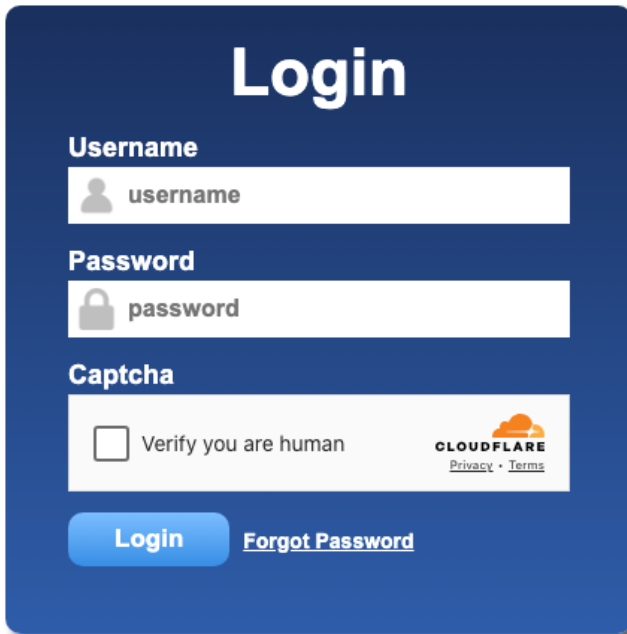 Login
Username
username
Password
password
Captcha
Verify you are human
CLOUDFLARE
Privacy • Terms
Login Forgot Password